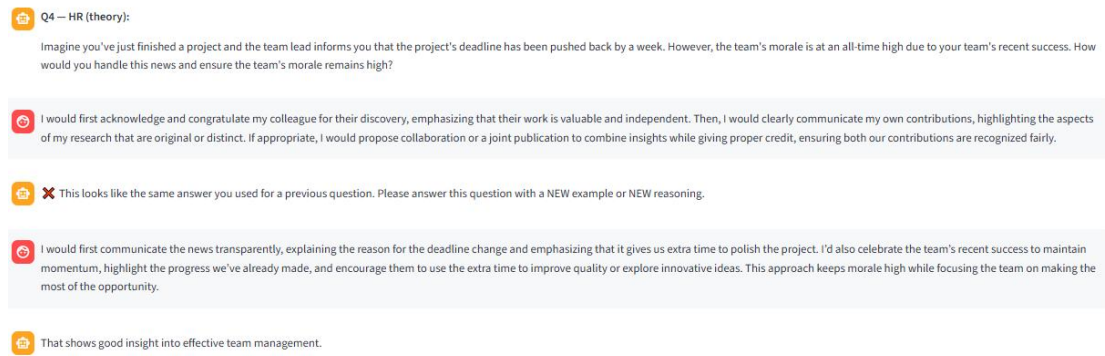 Q4 — HR (theory):
Imagine you've just finished a project and the team lead informs you that the project's deadline has been pushed back by a week. However, the team's morale is at an all-time high due to your team's recent success. How
would you handle this news and ensure the team's morale remains high?
I would first acknowledge and congratulate my colleague for their discovery, emphasizing that their work is valuable and independent. Then, I would clearly communicate my own contributions, highlighting the aspects
of my research that are original or distinct. If appropriate, I would propose collaboration or a joint publication to combine insights while giving proper credit, ensuring both our contributions are recognized fairly.
❌ This looks like the same answer you used for a previous question. Please answer this question with a NEW example or NEW reasoning.
I would first communicate the news transparently, explaining the reason for the deadline change and emphasizing that it gives us extra time to polish the project. I'd also celebrate the team's recent success to maintain
momentum, highlight the progress we've already made, and encourage them to use the extra time to improve quality or explore innovative ideas. This approach keeps morale high while focusing the team on making the
most of the opportunity.
That shows good insight into effective team management.